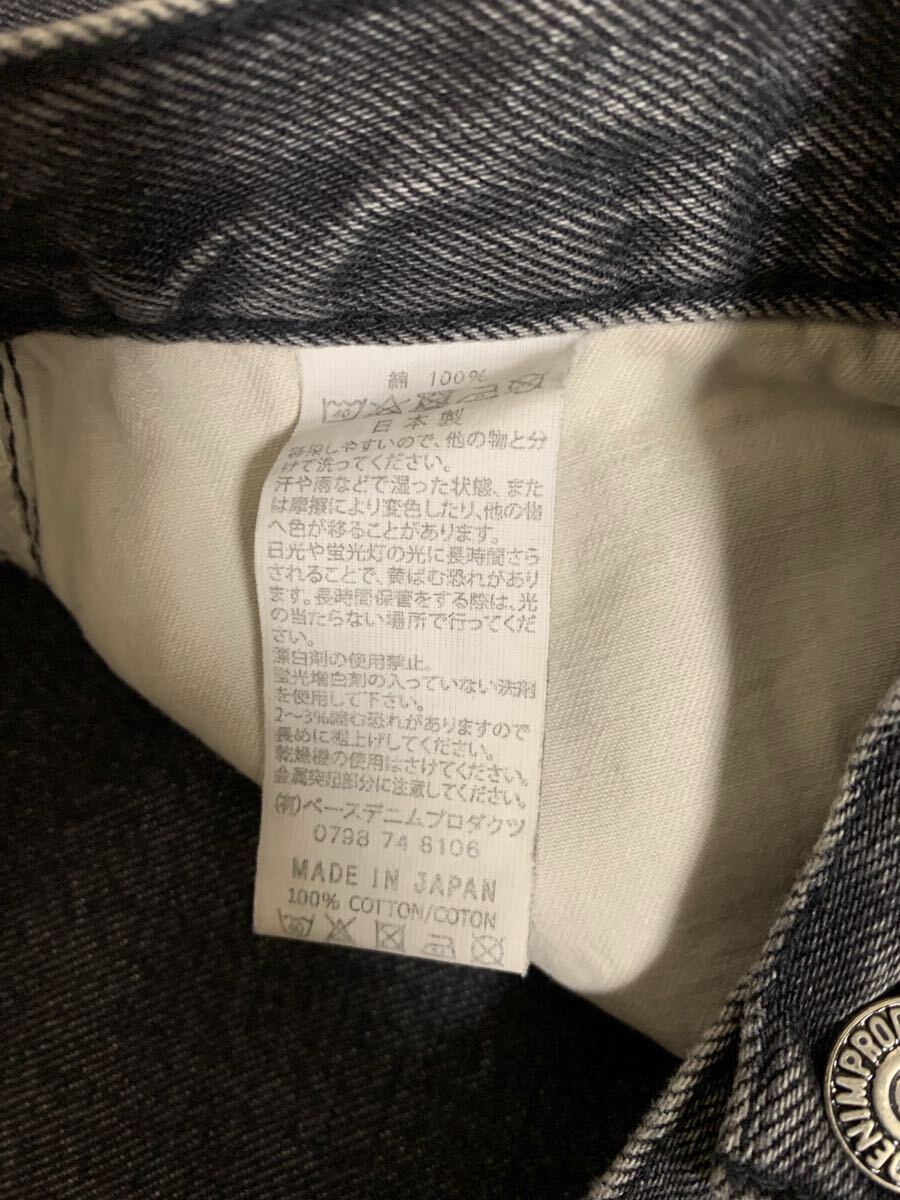 綿 100%
40
日本製
移染しやすいので、他の物と分
けて洗ってください。
汗や雨などで湿った状態、また
は摩擦により変色したり、他の物
へ色が移ることがあります。
日光や蛍光灯の光に長時間さら
されることで、黄ばむ恐れがあり
ます。長時間保管をする際は、光
の当たらない場所で行ってくだ
さい。
漂白剤の使用禁止。
蛍光増白剤の入っていない洗剤
を使用して下さい。
2〜3%縮む恐れがありますので
長めに裾上げしてください。
乾燥機の使用はさけてください。
金属突起部分に注意してください。
(有)ベースデニムプロダクツ
0798 74 8106
MADE IN JAPAN
100% COTTON/COTON
DENIMPROD